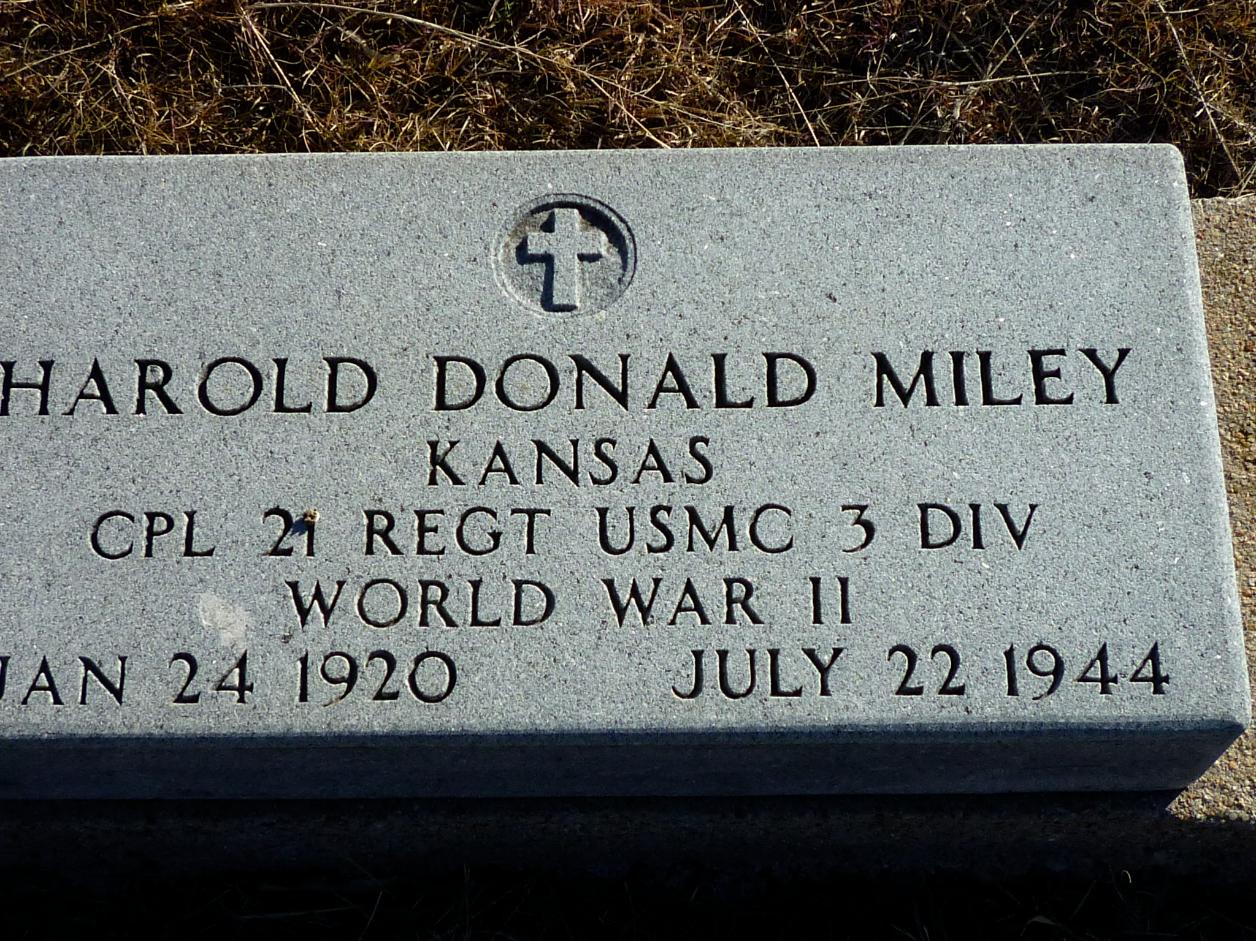 HAROLD DONALD MILEY
KANSAS
CPL 21 REGT USMC 3 DIV
WORLD WAR II
JAN 24 1920 JULY 22 1944